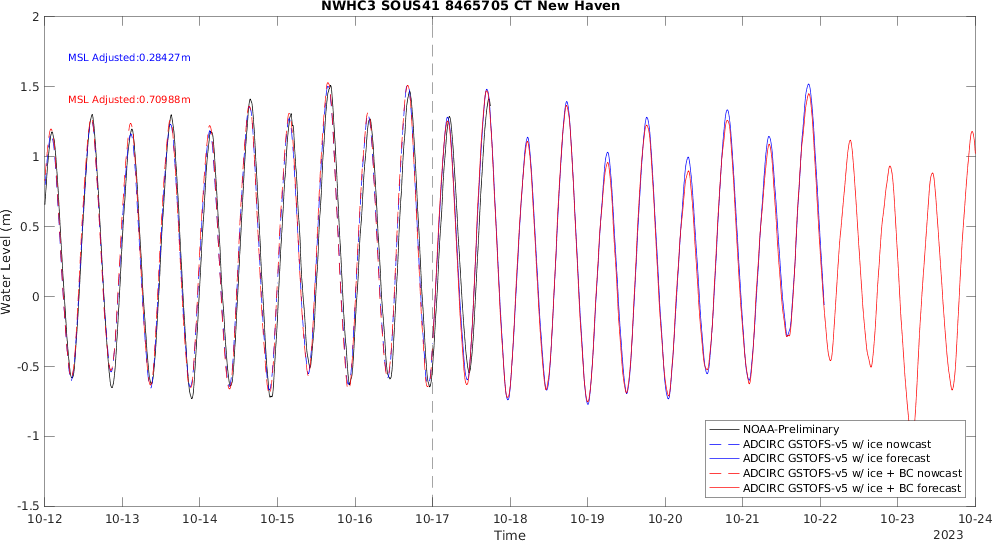 NWHC3 SOUS41 8465705 CT New Haven
2
1.5
1
0.5
0
-0.5
-1
-1.5
Water Level (m)
MSL Adjusted:0.28427m
MSL Adjusted:0.70988m
NOAA-Preliminary
ADCIRC GSTOFS-v5 w/ ice nowcast
ADCIRC GSTOFS-v5 w/ ice forecast
ADCIRC GSTOFS-v5 w/ ice + BC nowcast
ADCIRC GSTOFS-v5 w/ ice + BC forecast
10-12 10-13 10-14 10-15 10-16 10-17 10-18 10-19 10-20 10-21 10-22 10-23 10-24
Time
2023